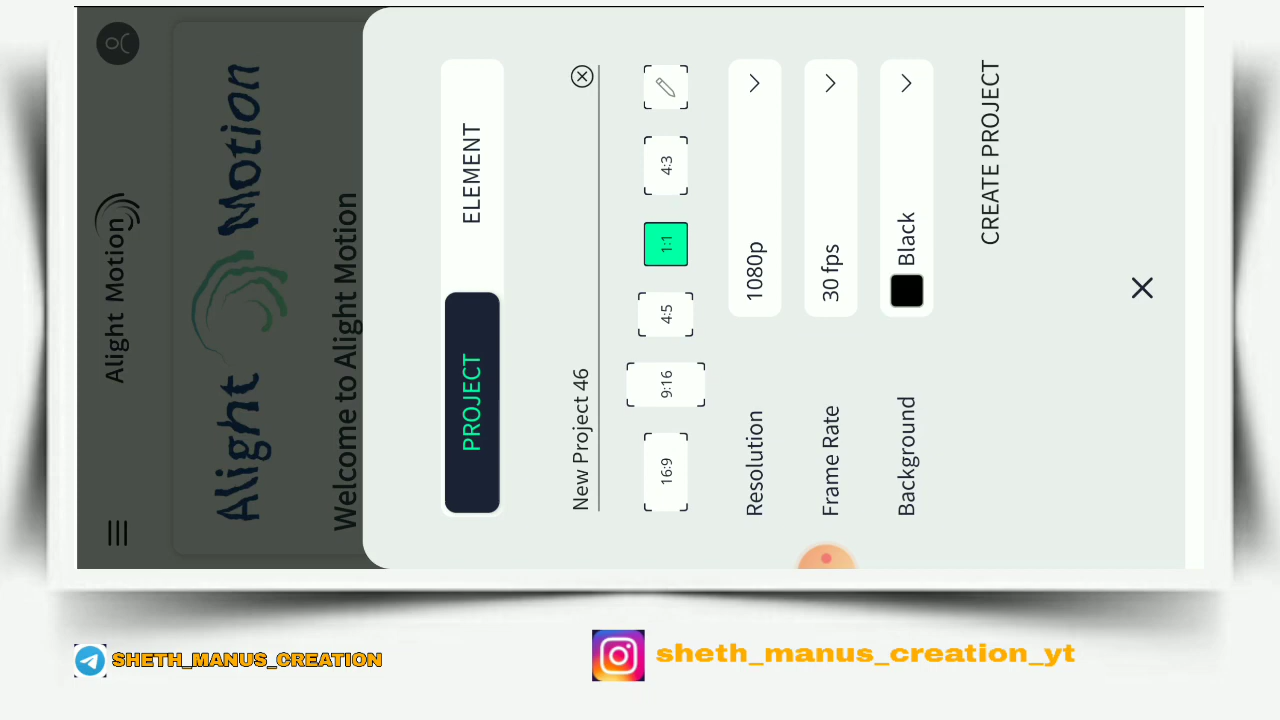 Alight Motion
Alight Motion
Welcome to Alight Motion
PROJECT
ELEMENT
New Project 46
16:9
9:16
4:5
1:1
4:3
Resolution
1080p
Frame Rate
30 fps
Background
Black
CREATE PROJECT
SHETH_MANUS_CREATION
sheth_manus_creation_yt